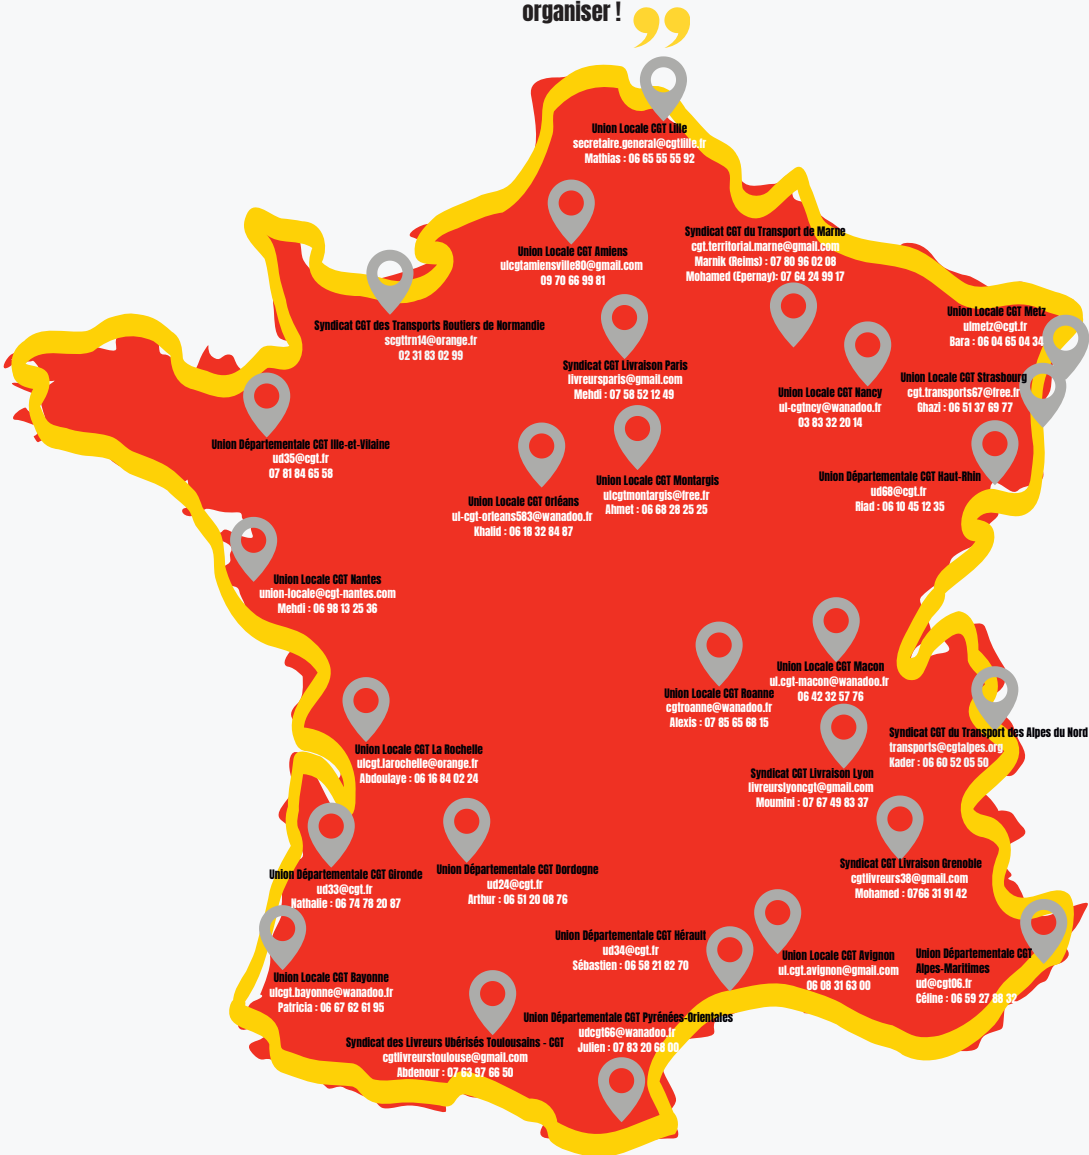 organiser !
Union Locale CGT Lille
secretaire.general@cgtlille.fr
Mathias : 06 65 55 55 92
Union Locale CGT Amiens
ulcgtamiensville80@gmail.com
09 70 66 99 81
Syndicat CGT du Transport de Marne
cgt.territorial.marne@gmail.com
Marnik (Reims) : 07 80 96 02 08
Mohamed (Epernay): 07 64 24 99 17
Syndicat CGT des Transports Routiers de Normandie
scgttrn14@orange.fr
02 31 83 02 99
Union Locale CGT Metz
ulmetz@cgt.fr
Bara : 06 04 65 04 34
Syndicat CGT Livraison Paris
livreursparis@gmail.com
Mehdi : 07 58 52 12 49
Union Locale CGT Nancy
ul-cgtncy@wanadoo.fr
03 83 32 20 14
Union Locale CGT Strasbourg
cgt.transports67@free.fr
Ghazi : 06 51 37 69 77
Union Départementale CGT Ille-et-Vilaine
ud35@cgt.fr
07 81 84 65 58
Union Locale CGT Orléans
ul-cgt-orleans583@wanadoo.fr
Khalid : 06 18 32 84 87
Union Locale CGT Montargis
ulcgtmontargis@free.fr
Ahmet : 06 68 28 25 25
Union Départementale CGT Haut-Rhin
ud68@cgt.fr
Riad : 06 10 45 12 35
Union Locale CGT Nantes
union-locale@cgt-nantes.com
Mehdi : 06 98 13 25 36
Union Locale CGT Macon
ul.cgt-macon@wanadoo.fr
06 42 32 57 76
Union Locale CGT Roanne
cgtroanne@wanadoo.fr
Alexis : 07 85 65 68 15
Syndicat CGT du Transport des Alpes du Nord
transports@cgtalpes.org
Kader : 06 60 52 05 50
Union Locale CGT La Rochelle
ulcgt.larochelle@orange.fr
Abdoulaye : 06 16 84 02 24
Syndicat CGT Livraison Lyon
livreurslyoncgt@gmail.com
Moumini : 07 67 49 83 37
Union Départementale CGT Gironde
ud33@cgt.fr
Nathalie : 06 74 78 20 87
Union Départementale CGT Dordogne
ud24@cgt.fr
Arthur : 06 51 20 08 76
Syndicat CGT Livraison Grenoble
cgtlivreurs38@gmail.com
Mohamed : 0766 31 91 42
Union Départementale CGT Hérault
ud34@cgt.fr
Sébastien : 06 58 21 82 70
Union Locale CGT Avignon
ul.cgt.avignon@gmail.com
06 08 31 63 00
Union Départementale CGT
Alpes-Maritimes
ud@cgt06.fr
Céline : 06 59 27 88 32
Union Locale CGT Bayonne
ulcgt.bayonne@wanadoo.fr
Patricia : 06 67 62 61 95
Union Départementale CGT Pyrénées-Orientales
udcgt66@wanadoo.fr
Julien : 07 83 20 68 00
Syndicat des Livreurs Ubérisés Toulousains - CGT
cgtlivreurstoulouse@gmail.com
Abdenour : 07 63 97 66 50